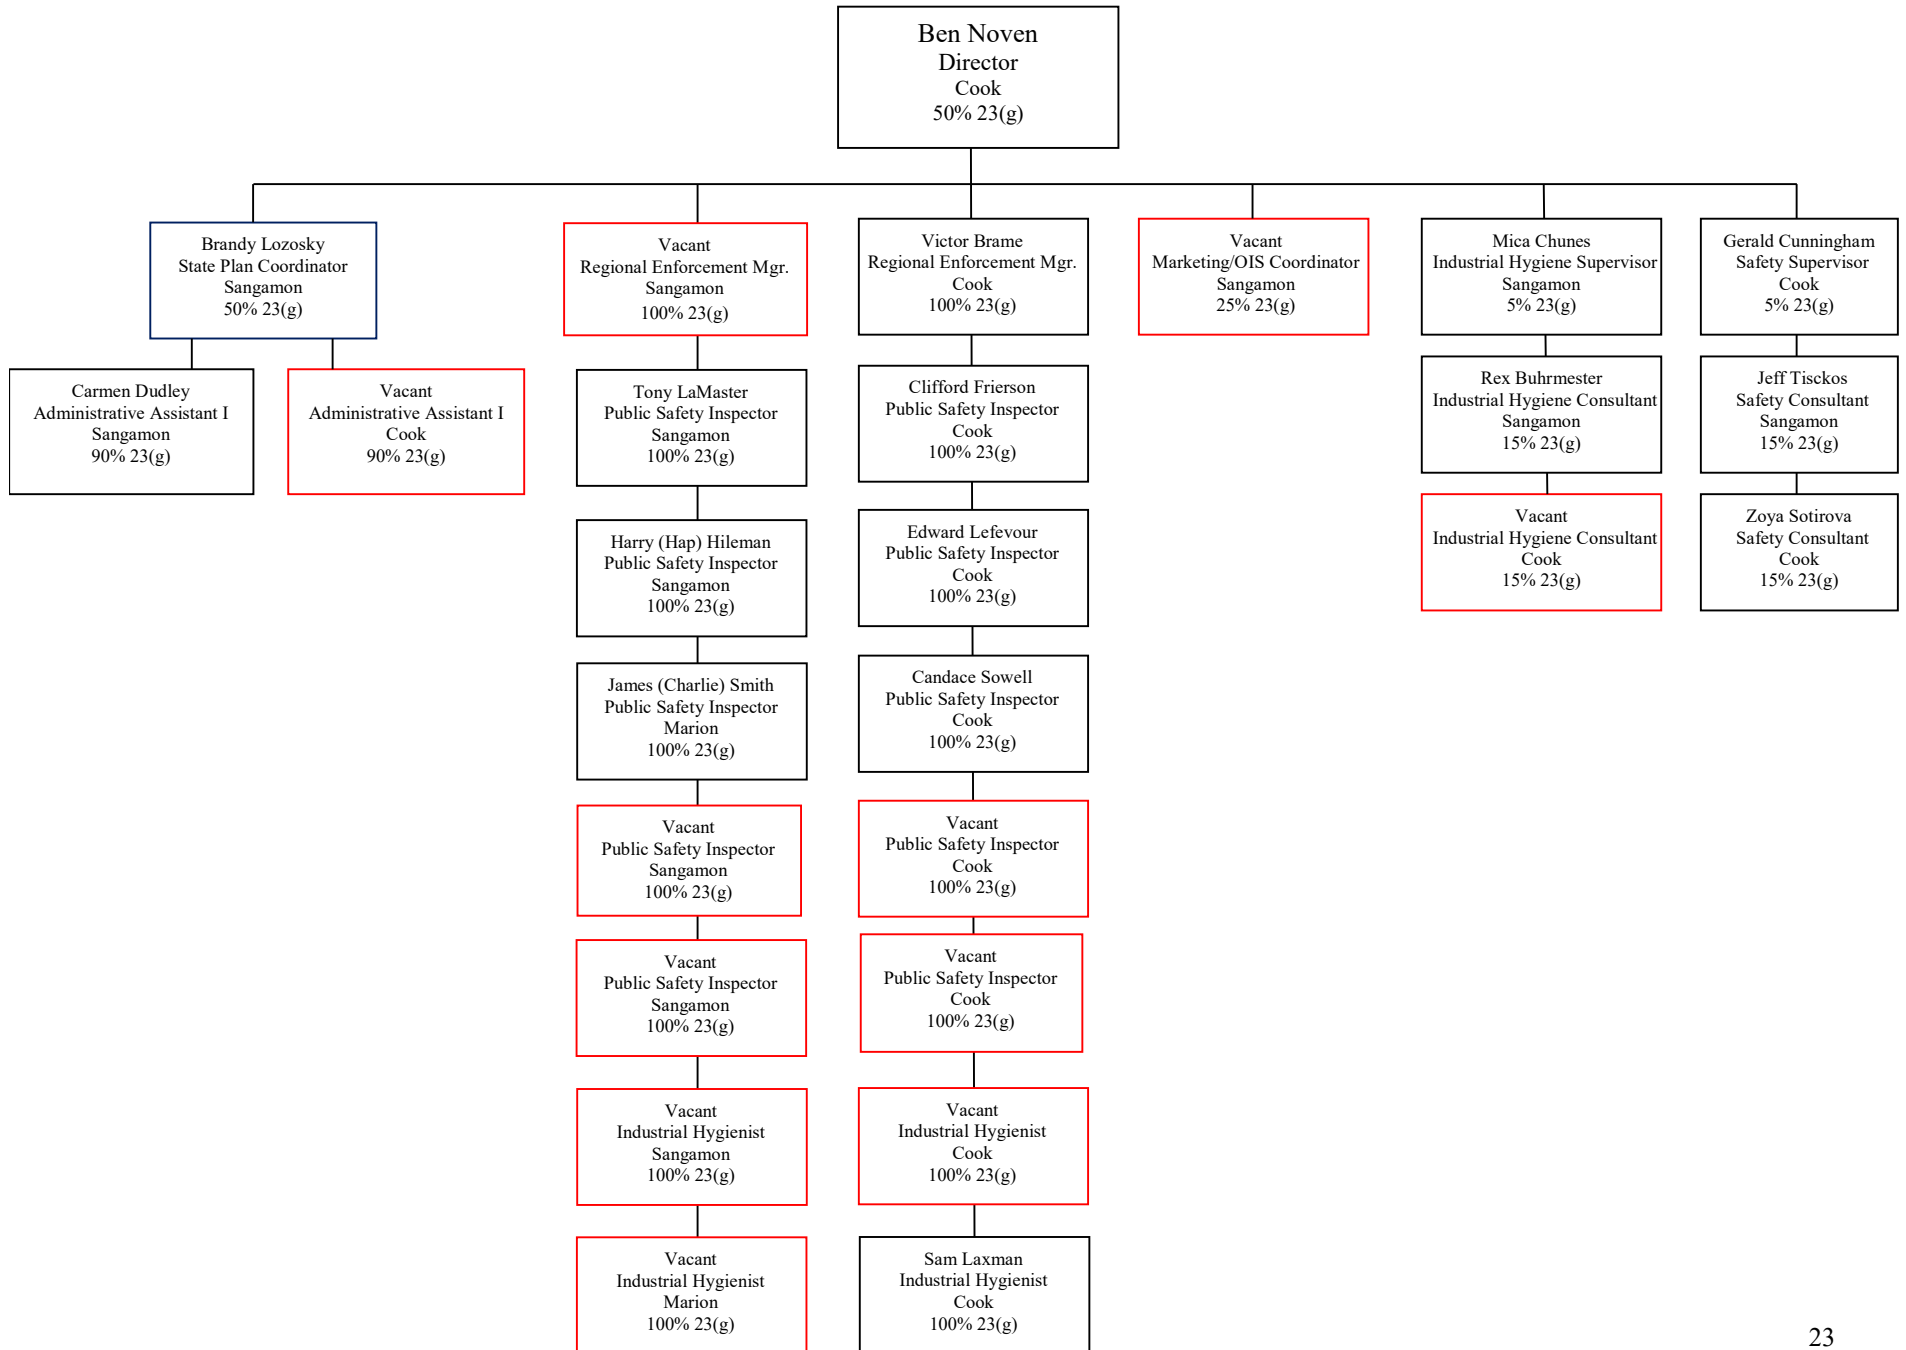 Ben Noven
Director
Cook
50% 23(g)
Brandy Lozosky
State Plan Coordinator
Sangamon
50% 23(g)
Vacant
Regional Enforcement Mgr.
Sangamon
100% 23(g)
Victor Brame
Regional Enforcement Mgr.
Cook
100% 23(g)
Vacant
Marketing/OIS Coordinator
Sangamon
25% 23(g)
Mica Chunes
Industrial Hygiene Supervisor
Sangamon
5% 23(g)
Gerald Cunningham
Safety Supervisor
Cook
5% 23(g)
Carmen Dudley
Administrative Assistant I
Sangamon
90% 23(g)
Vacant
Administrative Assistant I
Cook
90% 23(g)
Tony LaMaster
Public Safety Inspector
Sangamon
100% 23(g)
Clifford Frierson
Public Safety Inspector
Cook
100% 23(g)
Rex Buhrmester
Industrial Hygiene Consultant
Sangamon
15% 23(g)
Jeff Tisckos
Safety Consultant
Sangamon
15% 23(g)
Harry (Hap) Hileman
Public Safety Inspector
Sangamon
100% 23(g)
Edward Lefevour
Public Safety Inspector
Cook
100% 23(g)
Vacant
Industrial Hygiene Consultant
Cook
15% 23(g)
Zoya Sotirova
Safety Consultant
Cook
15% 23(g)
James (Charlie) Smith
Public Safety Inspector
Marion
100% 23(g)
Candace Sowell
Public Safety Inspector
Cook
100% 23(g)
Vacant
Public Safety Inspector
Sangamon
100% 23(g)
Vacant
Public Safety Inspector
Cook
100% 23(g)
Vacant
Public Safety Inspector
Sangamon
100% 23(g)
Vacant
Public Safety Inspector
Cook
100% 23(g)
Vacant
Industrial Hygienist
Sangamon
100% 23(g)
Vacant
Industrial Hygienist
Cook
100% 23(g)
Vacant
Industrial Hygienist
Marion
100% 23(g)
Sam Laxman
Industrial Hygienist
Cook
100% 23(g)
23